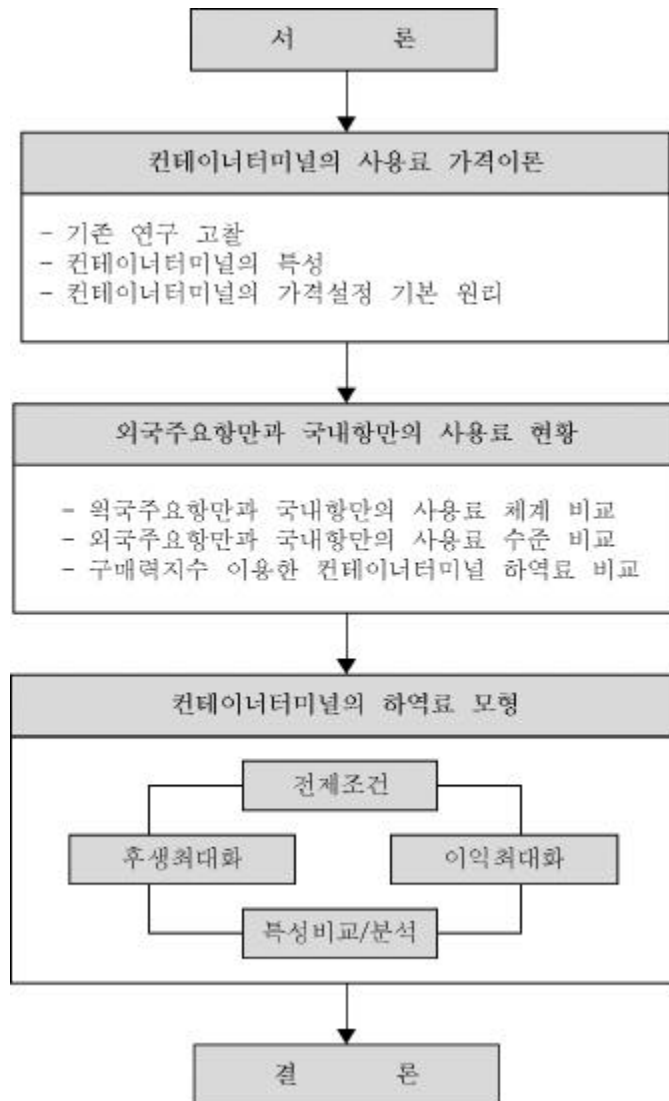 서 론
컨테이너터미널의 사용료 가격이론
- 기존 연구 고찰
- 컨테이너터미널의 특성
- 컨테이너터미널의 가격설정 기본 원리
외국주요항만과 국내항만의 사용료 현황
- 외국주요항만과 국내항만의 사용료 체계 비교
- 외국주요항만과 국내항만의 사용료 수준 비교
- 구매력지수 이용한 컨테이너터미널 하역료 비교
컨테이너터미널의 하역료 모형
전제조건
후생최대화
이익최대화
특성비교/분석
결 론